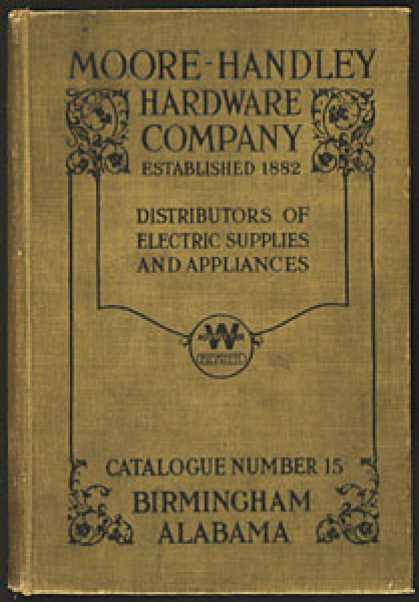 MOORE-HANDLEY
HARDWARE
COMPANY
ESTABLISHED 1882
DISTRIBUTORS OF
ELECTRIC SUPPLIES
AND APPLIANCES
W
CATALOGUE NUMBER 15
BIRMINGHAM
ALABAMA